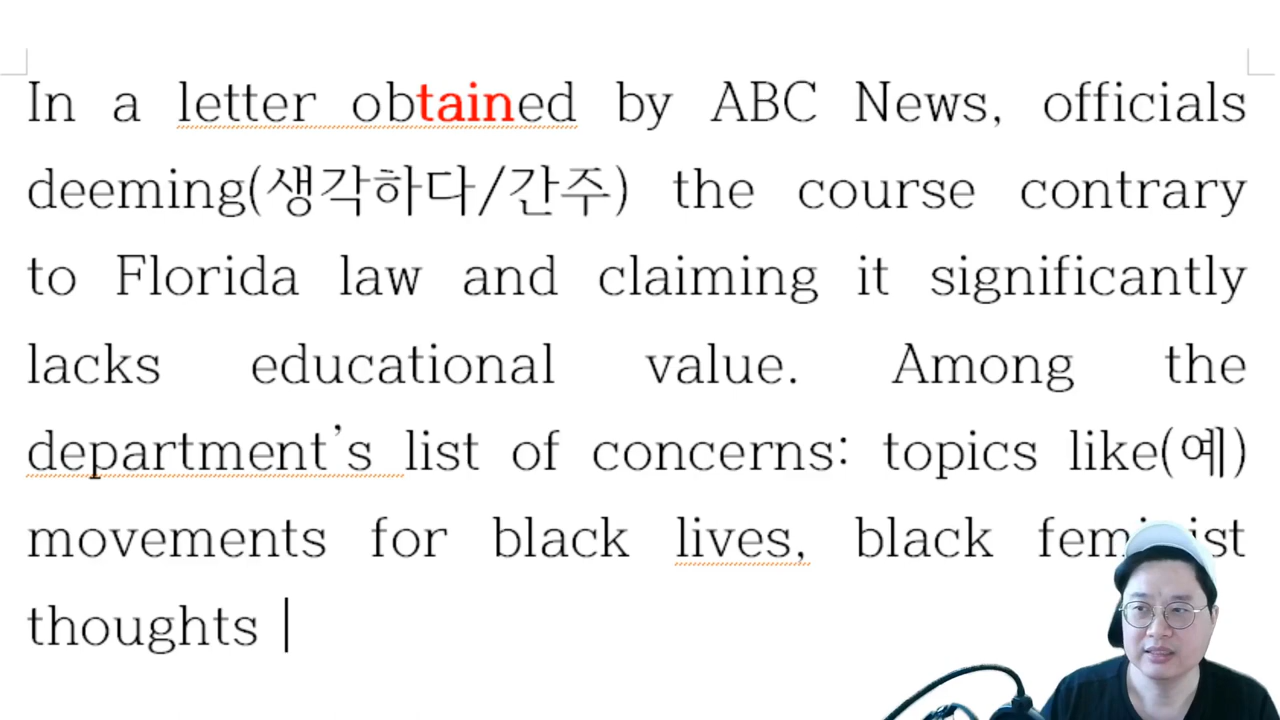 In a letter obtained by ABC News, officials
deeming(생각하다/간주) the course contrary
to Florida law and claiming it significantly
lacks educational value. Among the
department's list of concerns: topics like(예)
movements for black lives, black feminist
thoughts